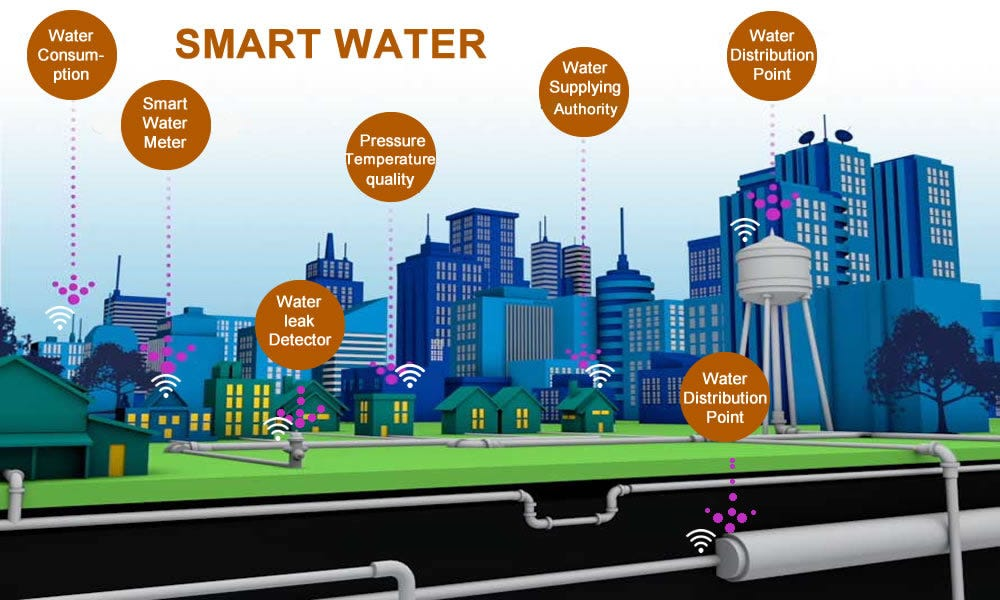 SMART WATER
Water
Consum-
ption
Smart
Water
Meter
Pressure
Temperature
quality
Water
Supplying
Authority
Water
Distribution
Point
Water
leak
Detector
Water
Distribution
Point